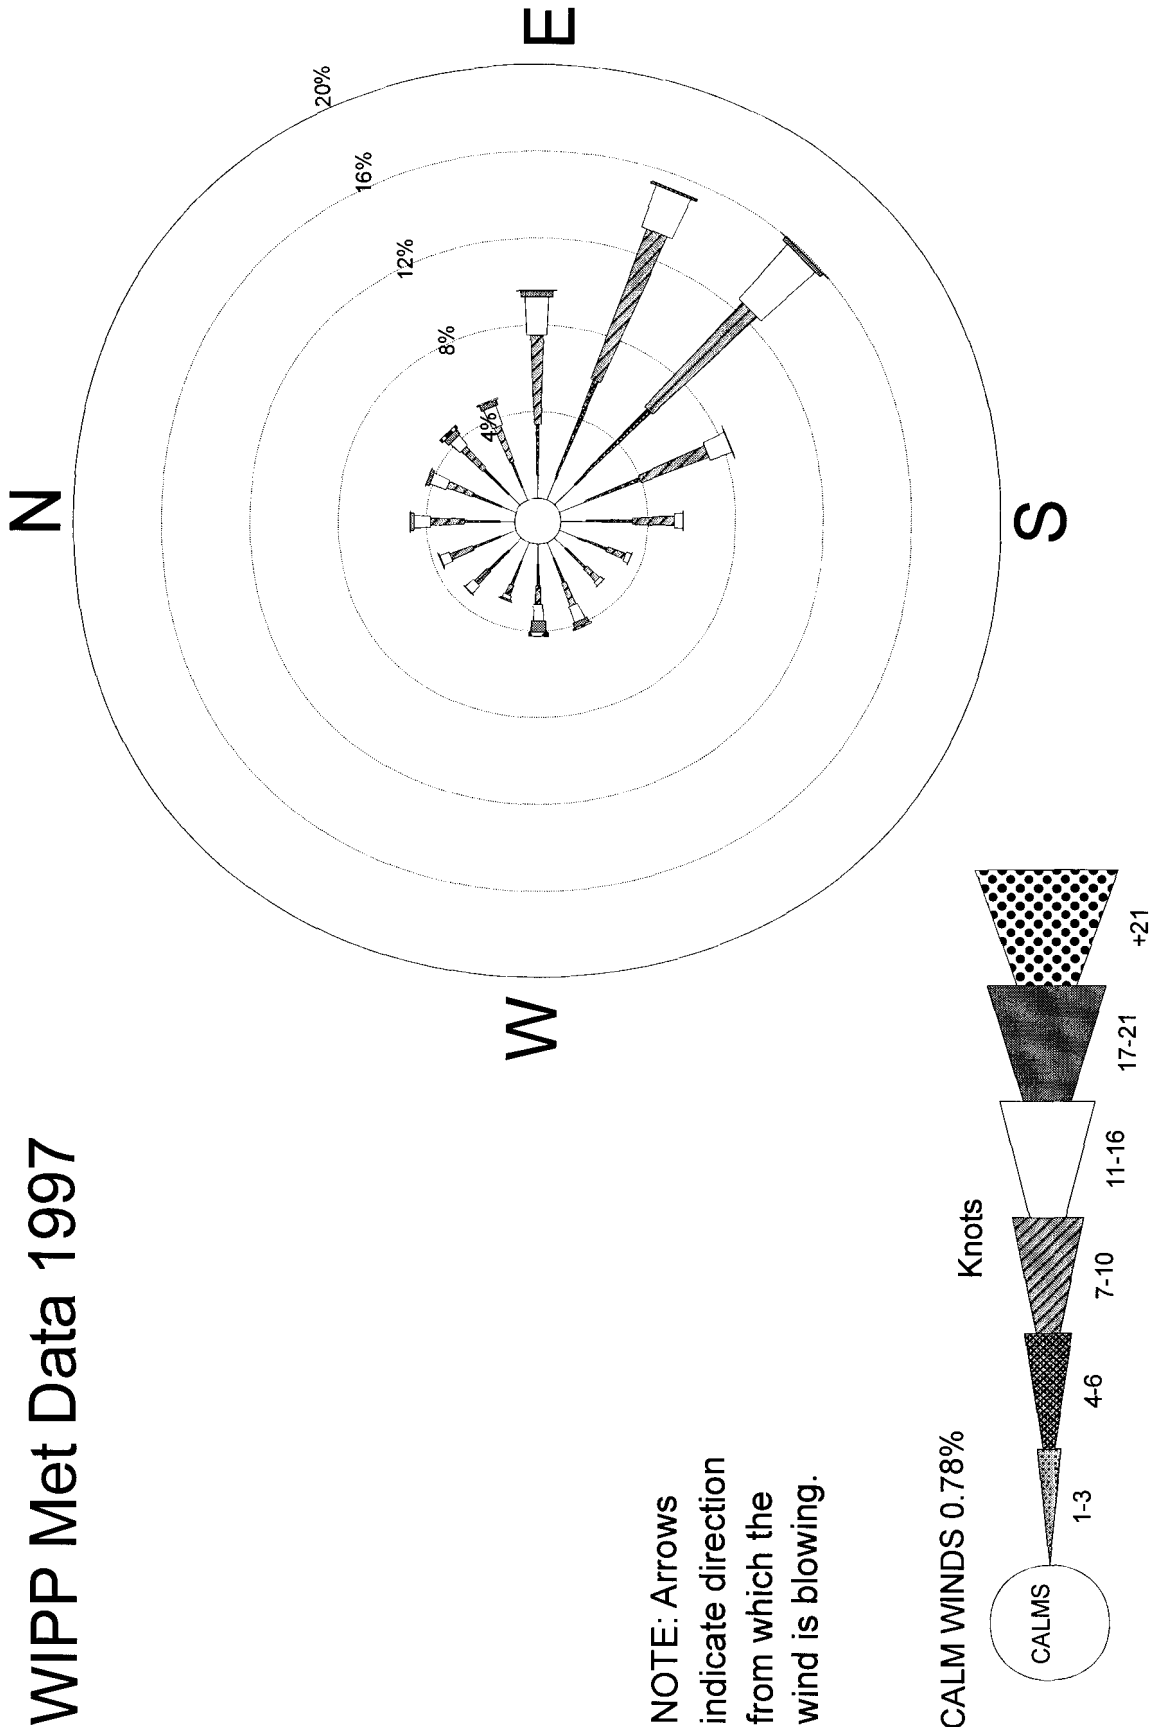 WIPP Met Data 1997
N
E
S
W
20%
16%
12%
8%
4%
NOTE: Arrows
indicate direction
from which the
wind is blowing.
CALM WINDS 0.78%
Knots
CALMS
1-3
4-6
7-10
11-16
17-21
+21